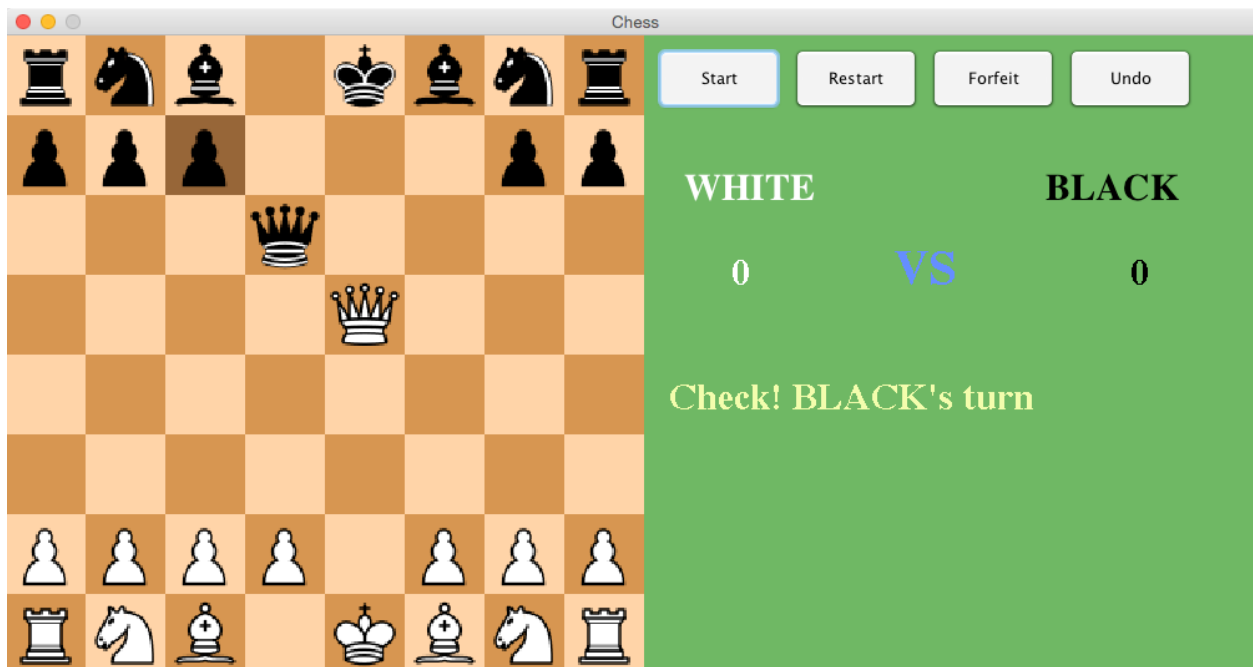 Chess
Start Restart Forfeit Undo
WHITE BLACK
0 VS 0
Check! BLACK's turn